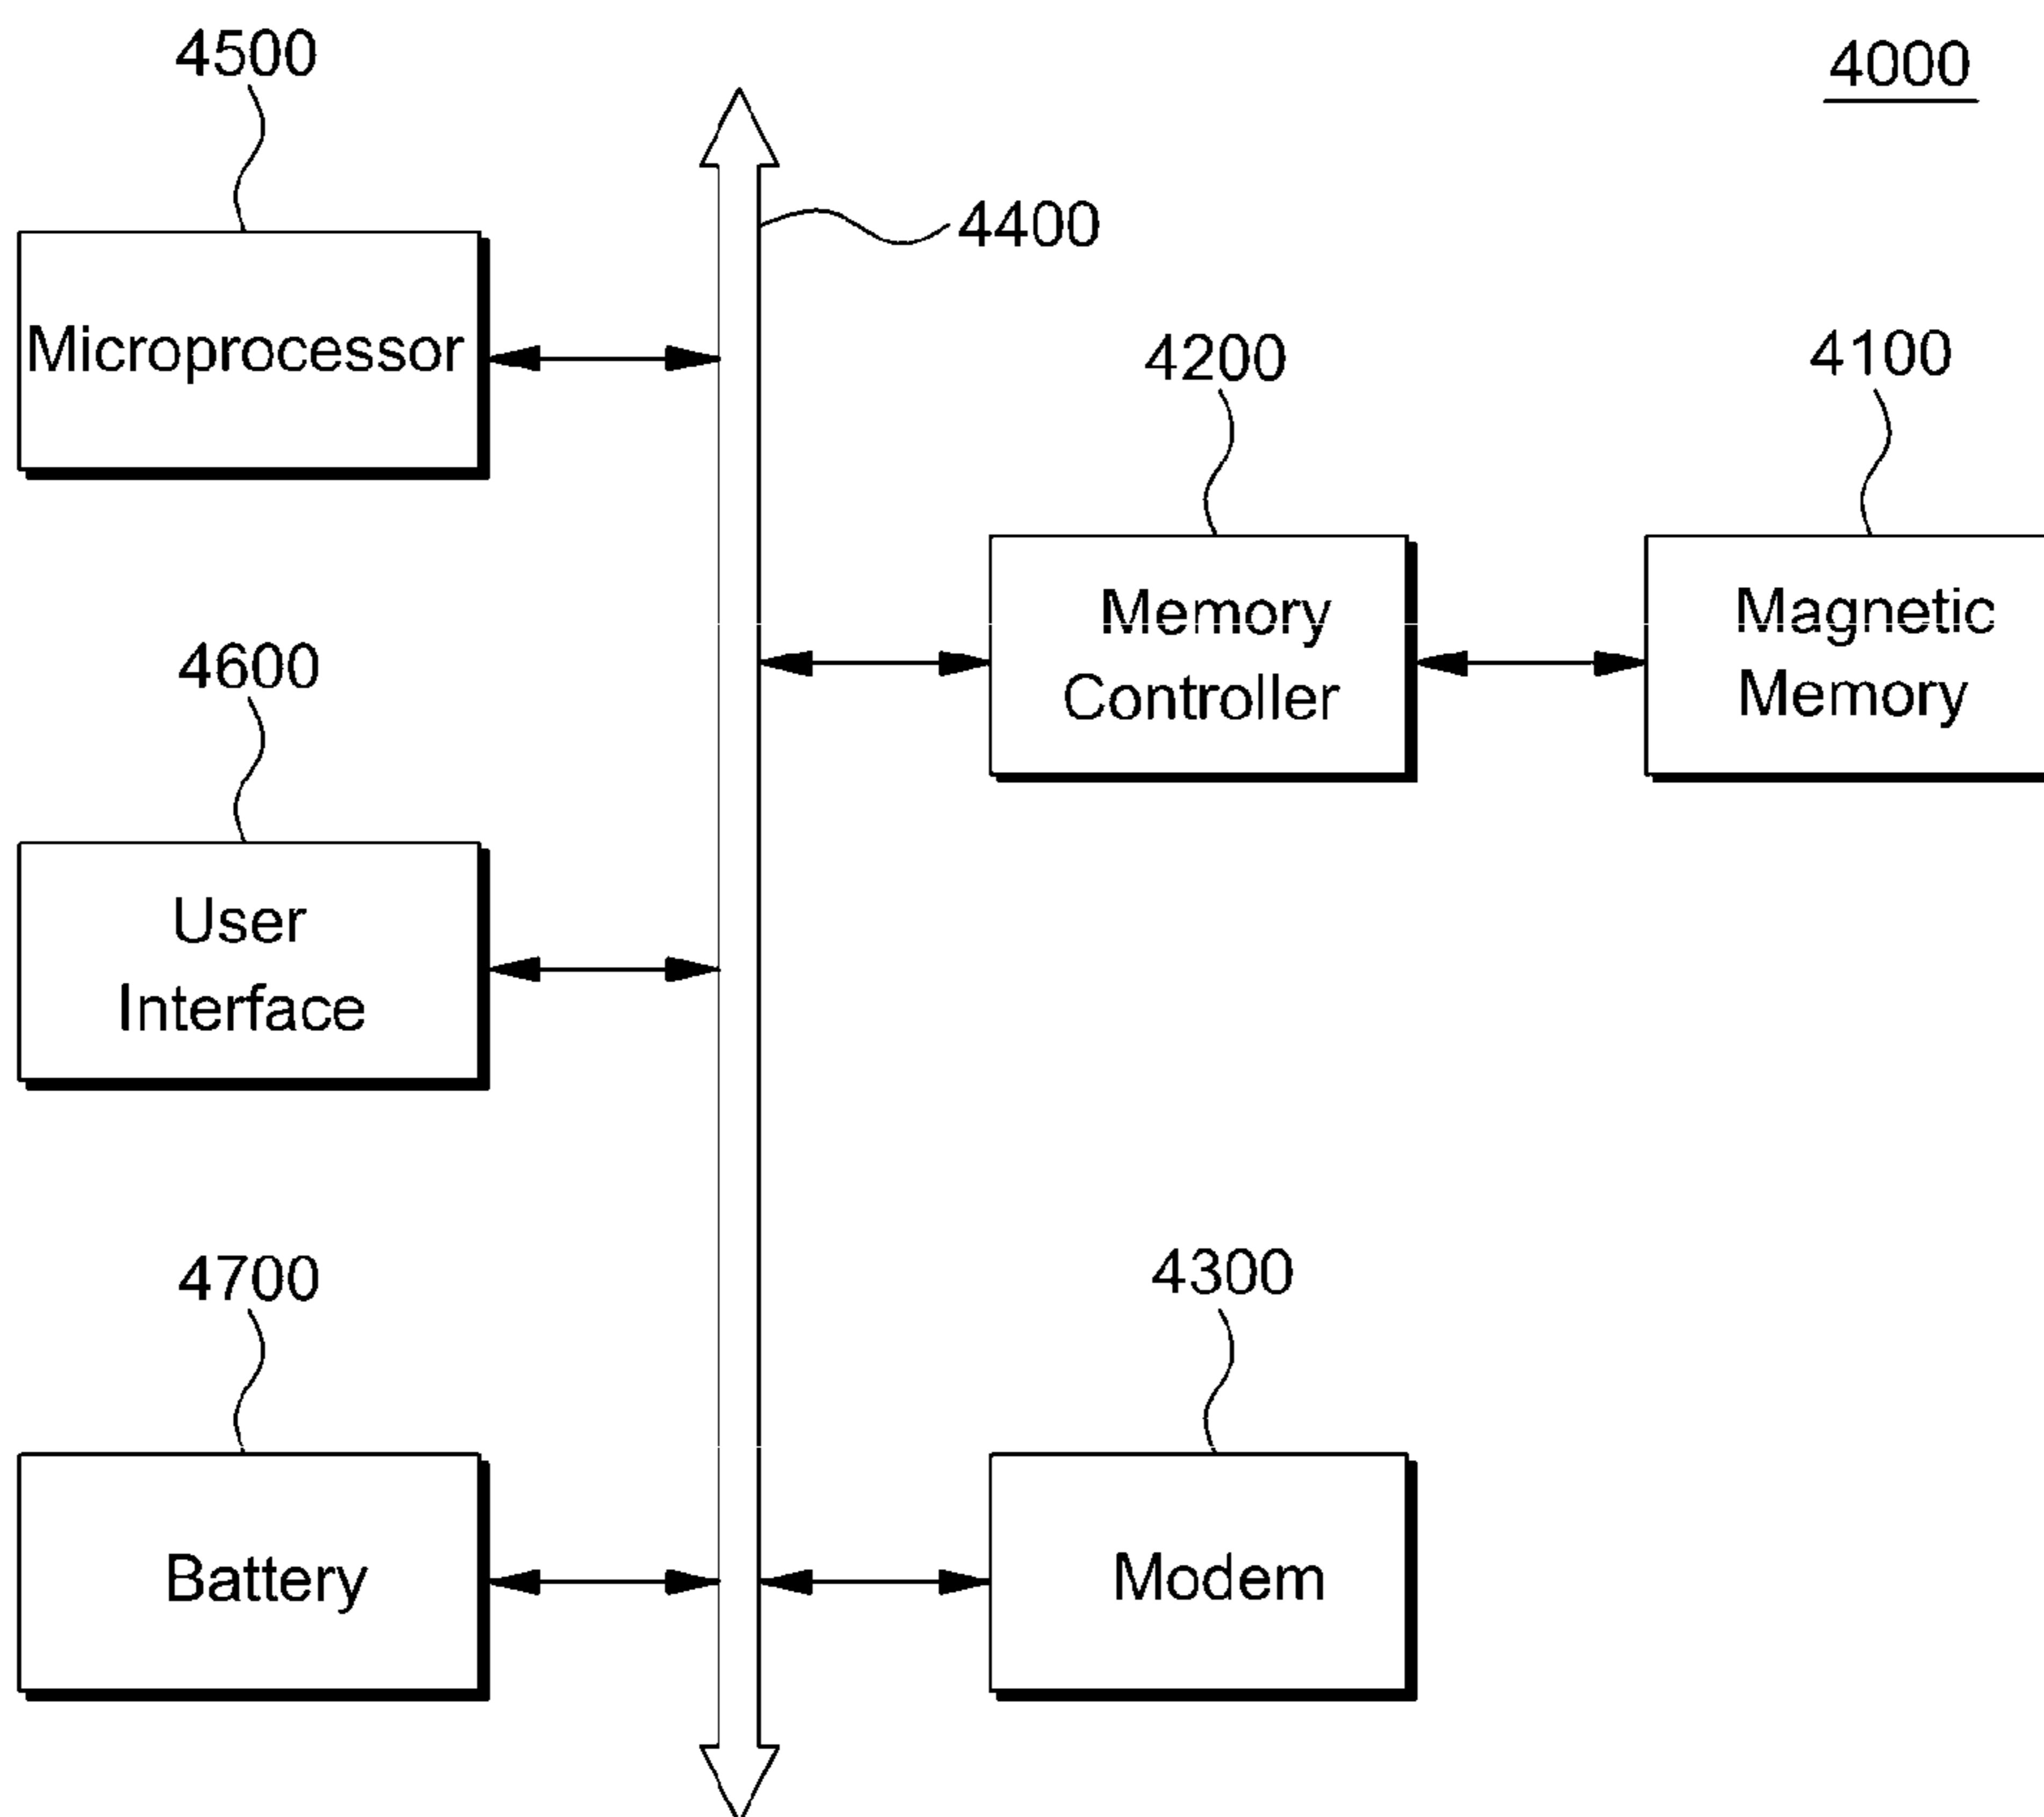 4500
4000
4400
Microprocessor
4200
4100
Memory
Controller
Magnetic
Memory
4600
User
Interface
4700
4300
Battery
Modem